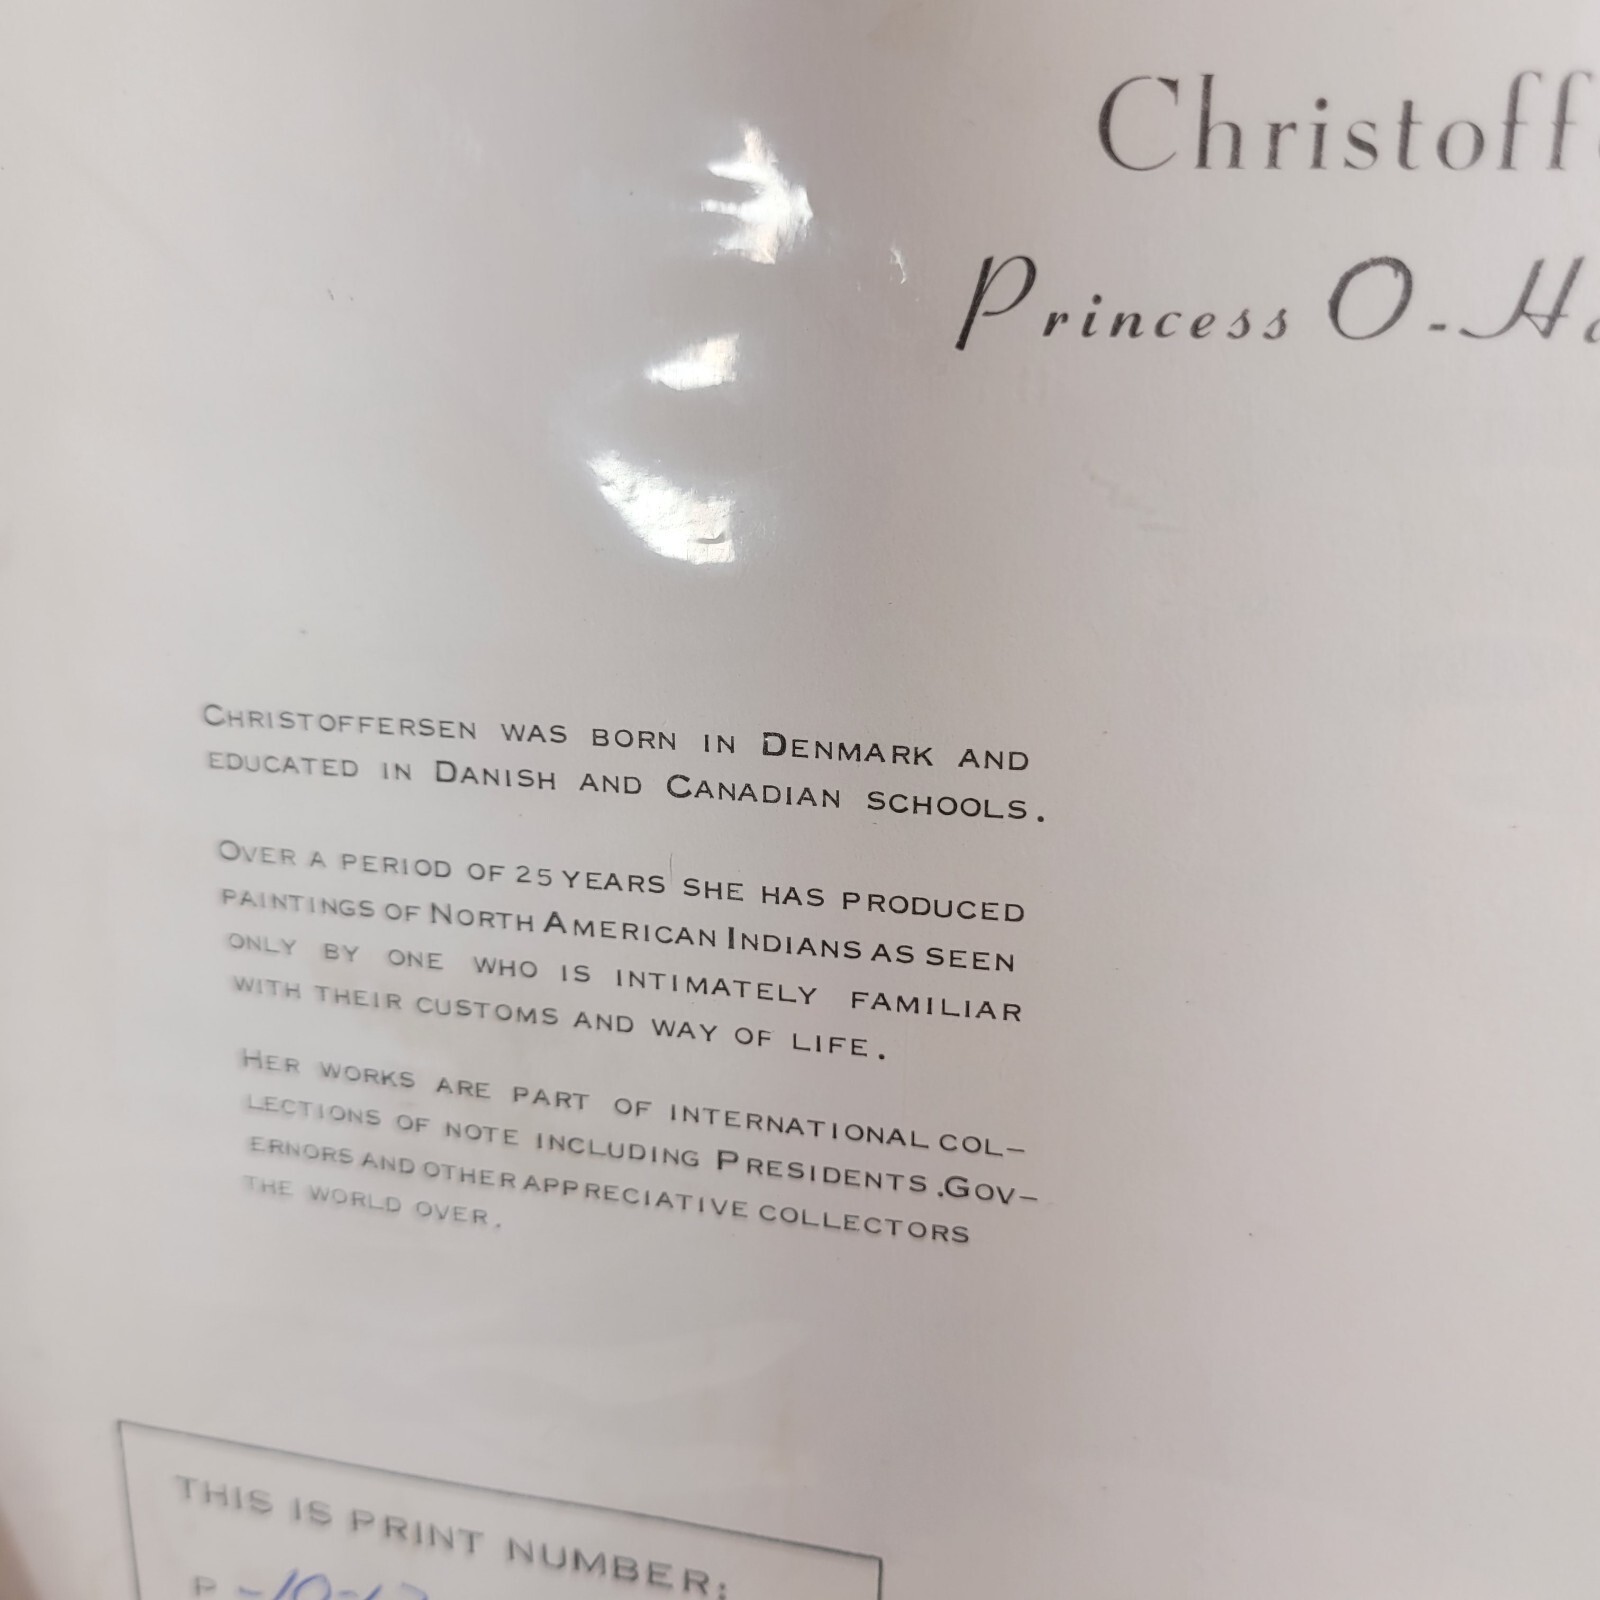 Christoff
Princess O-Ha
CHRISTOFFERSEN WAS BORN IN DENMARK AND
EDUCATED IN DANISH AND CANADIAN SCHOOLS.
OVER A PERIOD OF 25 YEARS SHE HAS PRODUCED
PAINTINGS OF NORTH AMERICAN INDIANS AS SEEN
ONLY BY ONE WHO IS INTIMATELY FAMILIAR
WITH THEIR CUSTOMS AND WAY OF LIFE.
HER WORKS ARE PART OF INTERNATIONAL COL–
LECTIONS OF NOTE INCLUDING PRESIDENTS.GOV–
ERNORS AND OTHER APPRECIATIVE COLLECTORS
THE WORLD OVER.
THIS IS PRINT NUMBER:
P